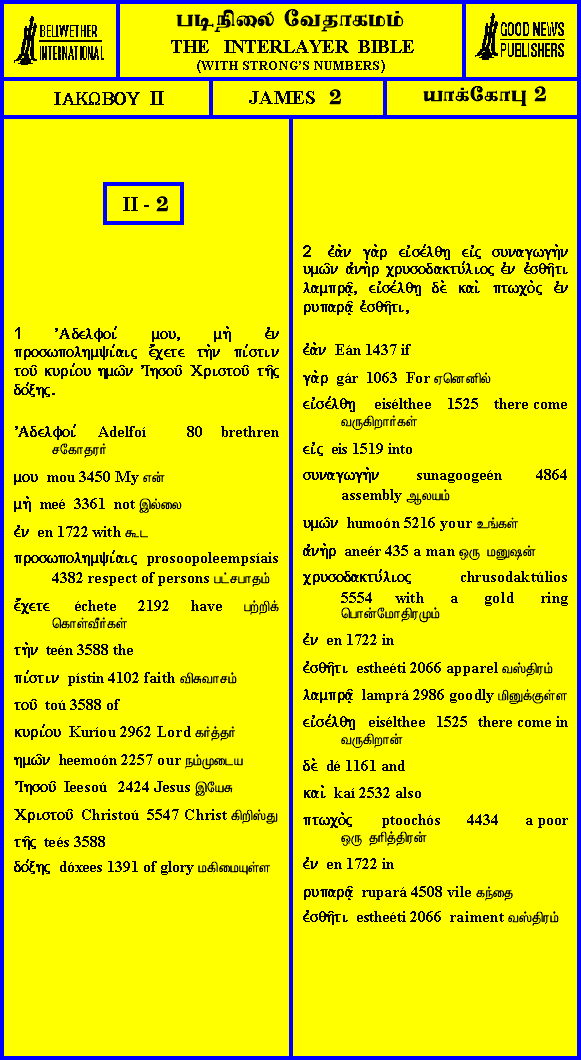 BELLWETHER
INTERNATIONAL
படிநிலை வேதாகமம்
THE INTERLAYER BIBLE
(WITH STRONG'S NUMBERS)
GOOD NEWS
PUBLISHERS
ΙΑΚΩΒΟΥ ΙΙ
JAMES 2
யாக்கோபு 2
II - 2
1 Ἀδελφοί μου, μὴ ἐν
προσωπολημψίαις ἔχετε τὴν πίστιν
τοῦ κυρίου ημῶν Ἰησοῦ Χριστοῦ τῆς
δόξης.
Ἀδελφοί Adelfoí 80 brethren
சகோதரர்
μου mou 3450 My என்
μὴ meé 3361 not இல்லை
ἐν en 1722 with கூட
προσωπολημψίαις prosoopoleempsíais
4382 respect of persons பட்சபாதம்
ἔχετε échete 2192 have பற்றிக்
கொள்வீர்கள்
τὴν teén 3588 the
πίστιν pístin 4102 faith விசுவாசம்
τοῦ toú 3588 of
κυρίου Kuríou 2962 Lord கர்த்தர்
ημῶν heemoón 2257 our நம்முடைய
Ἰησοῦ Ieesoú 2424 Jesus இயேசு
Χριστοῦ Christoú 5547 Christ கிறிஸ்து
τῆς teés 3588
δόξης dóxees 1391 of glory மகிமையுள்ள
2 ἐὰν γὰρ εἰσέλθῃ εἰς συναγωγὴν
υμῶν ἀνὴρ χρυσοδακτύλιος ἐν ἐσθῆτι
λαμπρᾷ, εἰσέλθῃ δὲ καὶ πτωχὸς ἐν
ρυπαρᾷ ἐσθῆτι,
ἐὰν Eán 1437 if
γὰρ gár 1063 For ஏனெனில்
εἰσέλθῃ eisélthee 1525 there come
வருகிறார்கள்
εἰς eis 1519 into
συναγωγὴν sunagoogeén 4864
assembly ஆலயம்
υμῶν humoón 5216 your உங்கள்
ἀνὴρ aneér 435 a man ஒரு மனுஷன்
χρυσοδακτύλιος chrusodaktúlios
5554 with a gold ring
பொன்மோதிரமும்
ἐν en 1722 in
ἐσθῆτι estheéti 2066 apparel வஸ்திரம்
λαμπρᾷ lamprá 2986 goodly மினுக்குள்ள
εἰσέλθῃ eisélthee 1525 there come in
வருகிறான்
δὲ dé 1161 and
καὶ kaí 2532 also
πτωχὸς ptoochós 4434 a poor
ஒரு தரித்திரன்
ἐν en 1722 in
ρυπαρᾷ rupará 4508 vile கந்தை
ἐσθῆτι estheéti 2066 raiment வஸ்திரம்